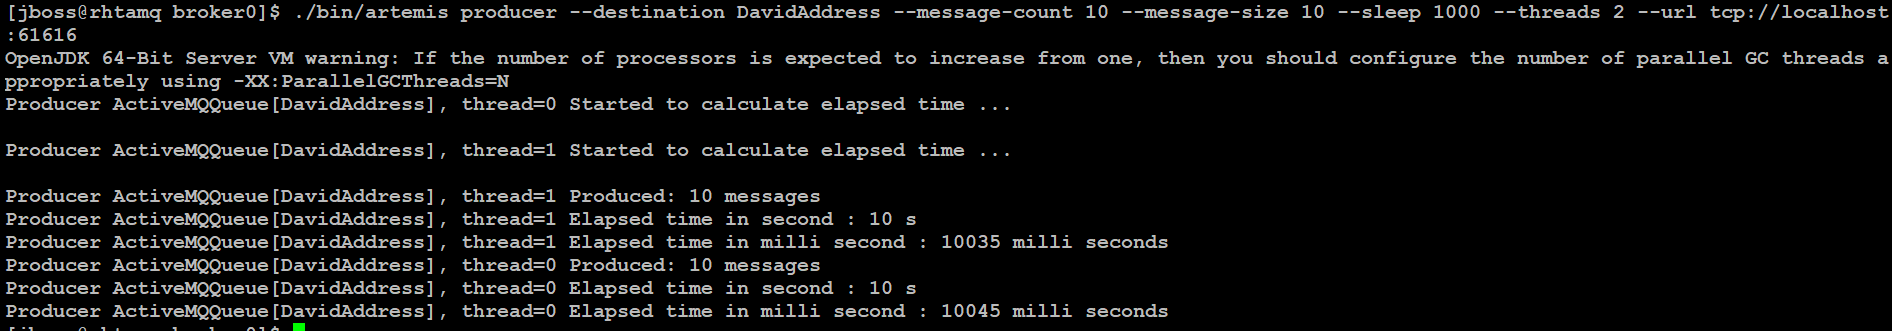 [jboss@rhtamq broker0]$ ./bin/artemis producer --destination DavidAddress --message-count 10 --message-size 10 --sleep 1000 --threads 2 --url tcp://localhost
:61616
OpenJDK 64-Bit Server VM warning: If the number of processors is expected to increase from one, then you should configure the number of parallel GC threads a
ppropriately using -XX:ParallelGCThreads=N
Producer ActiveMQQueue[DavidAddress], thread=0 Started to calculate elapsed time ...
Producer ActiveMQQueue[DavidAddress], thread=1 Started to calculate elapsed time ...
Producer ActiveMQQueue[DavidAddress], thread=1 Produced: 10 messages
Producer ActiveMQQueue[DavidAddress], thread=1 Elapsed time in second : 10 s
Producer ActiveMQQueue[DavidAddress], thread=1 Elapsed time in milli second : 10035 milli seconds
Producer ActiveMQQueue[DavidAddress], thread=0 Produced: 10 messages
Producer ActiveMQQueue[DavidAddress], thread=0 Elapsed time in second : 10 s
Producer ActiveMQQueue[DavidAddress], thread=0 Elapsed time in milli second : 10045 milli seconds
[jboss@rhtamq broker0]$